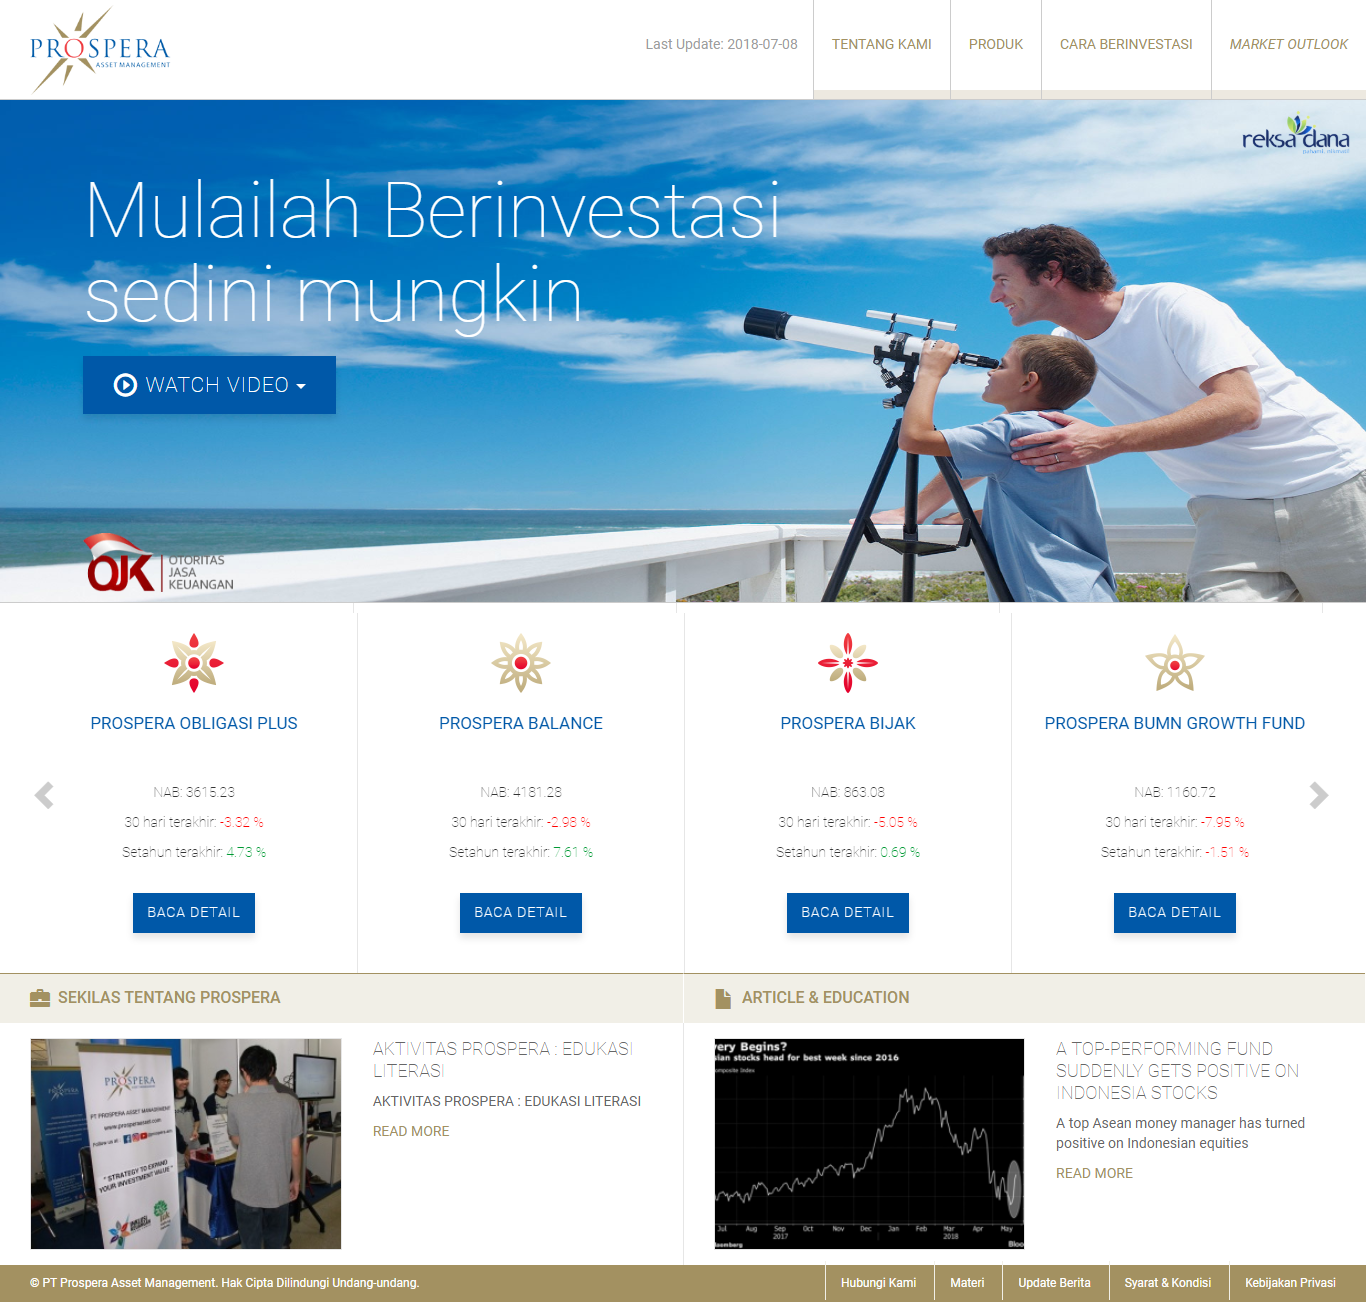 PROSPERA
ASSET MANAGEMENT
Last Update: 2018-07-08
TENTANG KAMI
PRODUK
CARA BERINVESTASI
MARKET OUTLOOK
reksa dana
Mulailah Berinvestasi
sedini mungkin
WATCH VIDEO
OJK
OTORITAS
JASA
KEUANGAN
PROSPERA OBLIGASI PLUS
NAB: 3615.23
30 hari terakhir: -3.32 %
Setahun terakhir: 4.73 %
BACA DETAIL
PROSPERA BALANCE
NAB: 4181.28
30 hari terakhir: -2.98 %
Setahun terakhir: 7.61 %
BACA DETAIL
PROSPERA BIJAK
NAB: 863.08
30 hari terakhir: -5.05 %
Setahun terakhir: 0.69 %
BACA DETAIL
PROSPERA BUMN GROWTH FUND
NAB: 1160.72
30 hari terakhir: -7.95 %
Setahun terakhir: -1.51 %
BACA DETAIL
SEKILAS TENTANG PROSPERA
PROSPERA
PROSPERA
PT PROSPERA ASSET MANAGEMENT
www.prosperaasset.com
Follow us at :
" STRATEGY TO EXPAND
YOUR INVESTMENT VALUE "
AKTIVITAS PROSPERA : EDUKASI
LITERASI
AKTIVITAS PROSPERA : EDUKASI LITERASI
READ MORE
ARTICLE & EDUCATION
very Begins?
sian stocks head for best week since 2016
omposite Index
Jul Aug Sep Oct Nov Dec Jan Feb Mar Apr May
2017 2018
oomberg
Bloo
A TOP-PERFORMING FUND
SUDDENLY GETS POSITIVE ON
INDONESIA STOCKS
A top Asean money manager has turned
positive on Indonesian equities
READ MORE
© PT Prospera Asset Management. Hak Cipta Dilindungi Undang-undang.
Hubungi Kami
Materi
Update Berita
Syarat & Kondisi
Kebijakan Privasi